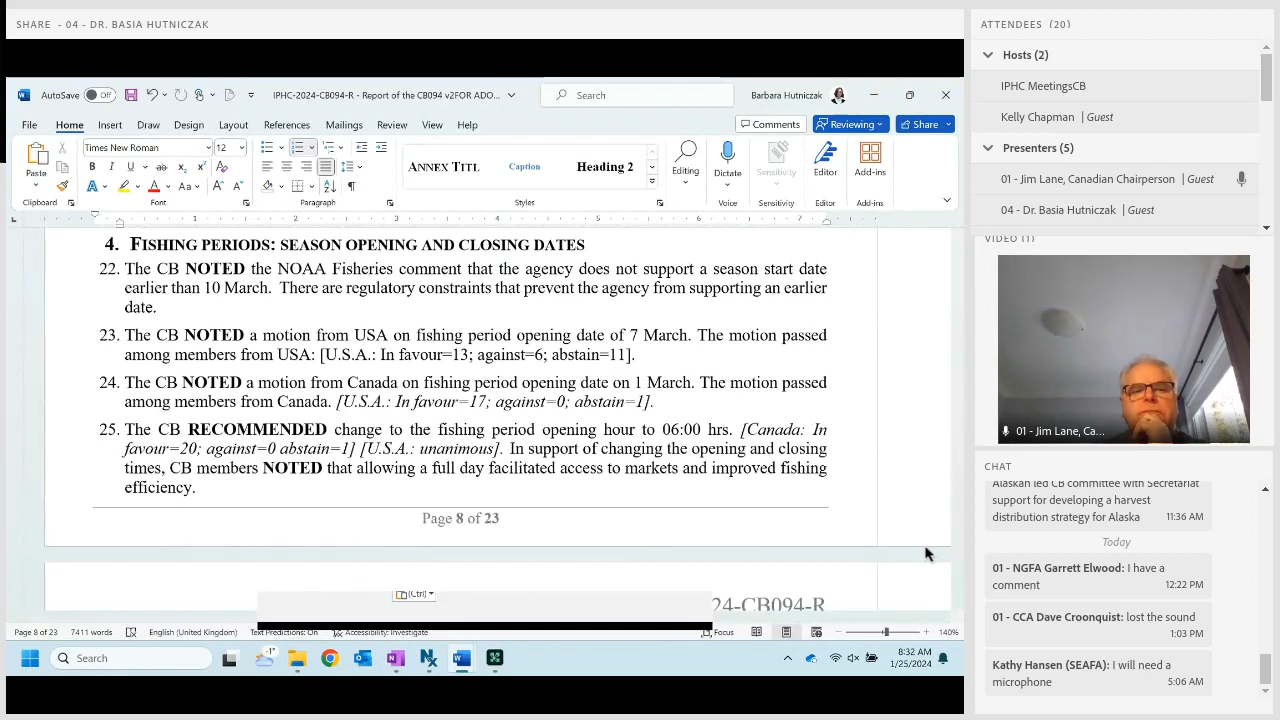 SHARE - 04 - DR. BASIA HUTNICZAK
AutoSave Off
IPHC-2024-CB094-R - Report of the CB094 v2FOR ADO...
Search
Barbara Hutniczak
File Home Insert Draw Design Layout References Mailings Review View Help
Comments
Reviewing
Share
Paste
Times New Roman 12
ANNEX TITL
Caption
Heading 2
Editing
Dictate
Sensitivity
Editor
Add-ins
Clipboard Font Paragraph Styles Voice Sensitivity Editor Add-ins
1 2 3 4 5 6 7
4. FISHING PERIODS: SEASON OPENING AND CLOSING DATES
22. The CB NOTED the NOAA Fisheries comment that the agency does not support a season start date
earlier than 10 March. There are regulatory constraints that prevent the agency from supporting an earlier
date.
23. The CB NOTED a motion from USA on fishing period opening date of 7 March. The motion passed
among members from USA: [U.S.A.: In favour=13; against=6; abstain=11].
24. The CB NOTED a motion from Canada on fishing period opening date on 1 March. The motion passed
among members from Canada. [U.S.A.: In favour=17; against=0; abstain=1].
25. The CB RECOMMENDED change to the fishing period opening hour to 06:00 hrs. [Canada: In
favour=20; against=0 abstain=1] [U.S.A.: unanimous]. In support of changing the opening and closing
times, CB members NOTED that allowing a full day facilitated access to markets and improved fishing
efficiency.
Page 8 of 23
24-CB094-R
(Ctrl)
Page 8 of 23 7411 words English (United Kingdom) Text Predictions: On Accessibility: Investigate Focus 140%
Search
-1°
8:32 AM
1/25/2024
ATTENDEES (20)
Hosts (2)
IPHC MeetingsCB
Kelly Chapman | Guest
Presenters (5)
01 - Jim Lane, Canadian Chairperson | Guest
04 - Dr. Basia Hutniczak | Guest
VIDEO (1)
01 - Jim Lane, Ca...
CHAT
Alaskan led CB committee with Secretariat
support for developing a harvest
distribution strategy for Alaska 11:36 AM
Today
01 - NGFA Garrett Elwood: I have a
comment 12:22 PM
01 - CCA Dave Croonquist: lost the sound
1:03 PM
Kathy Hansen (SEAFA): I will need
microphone 5:06 AM